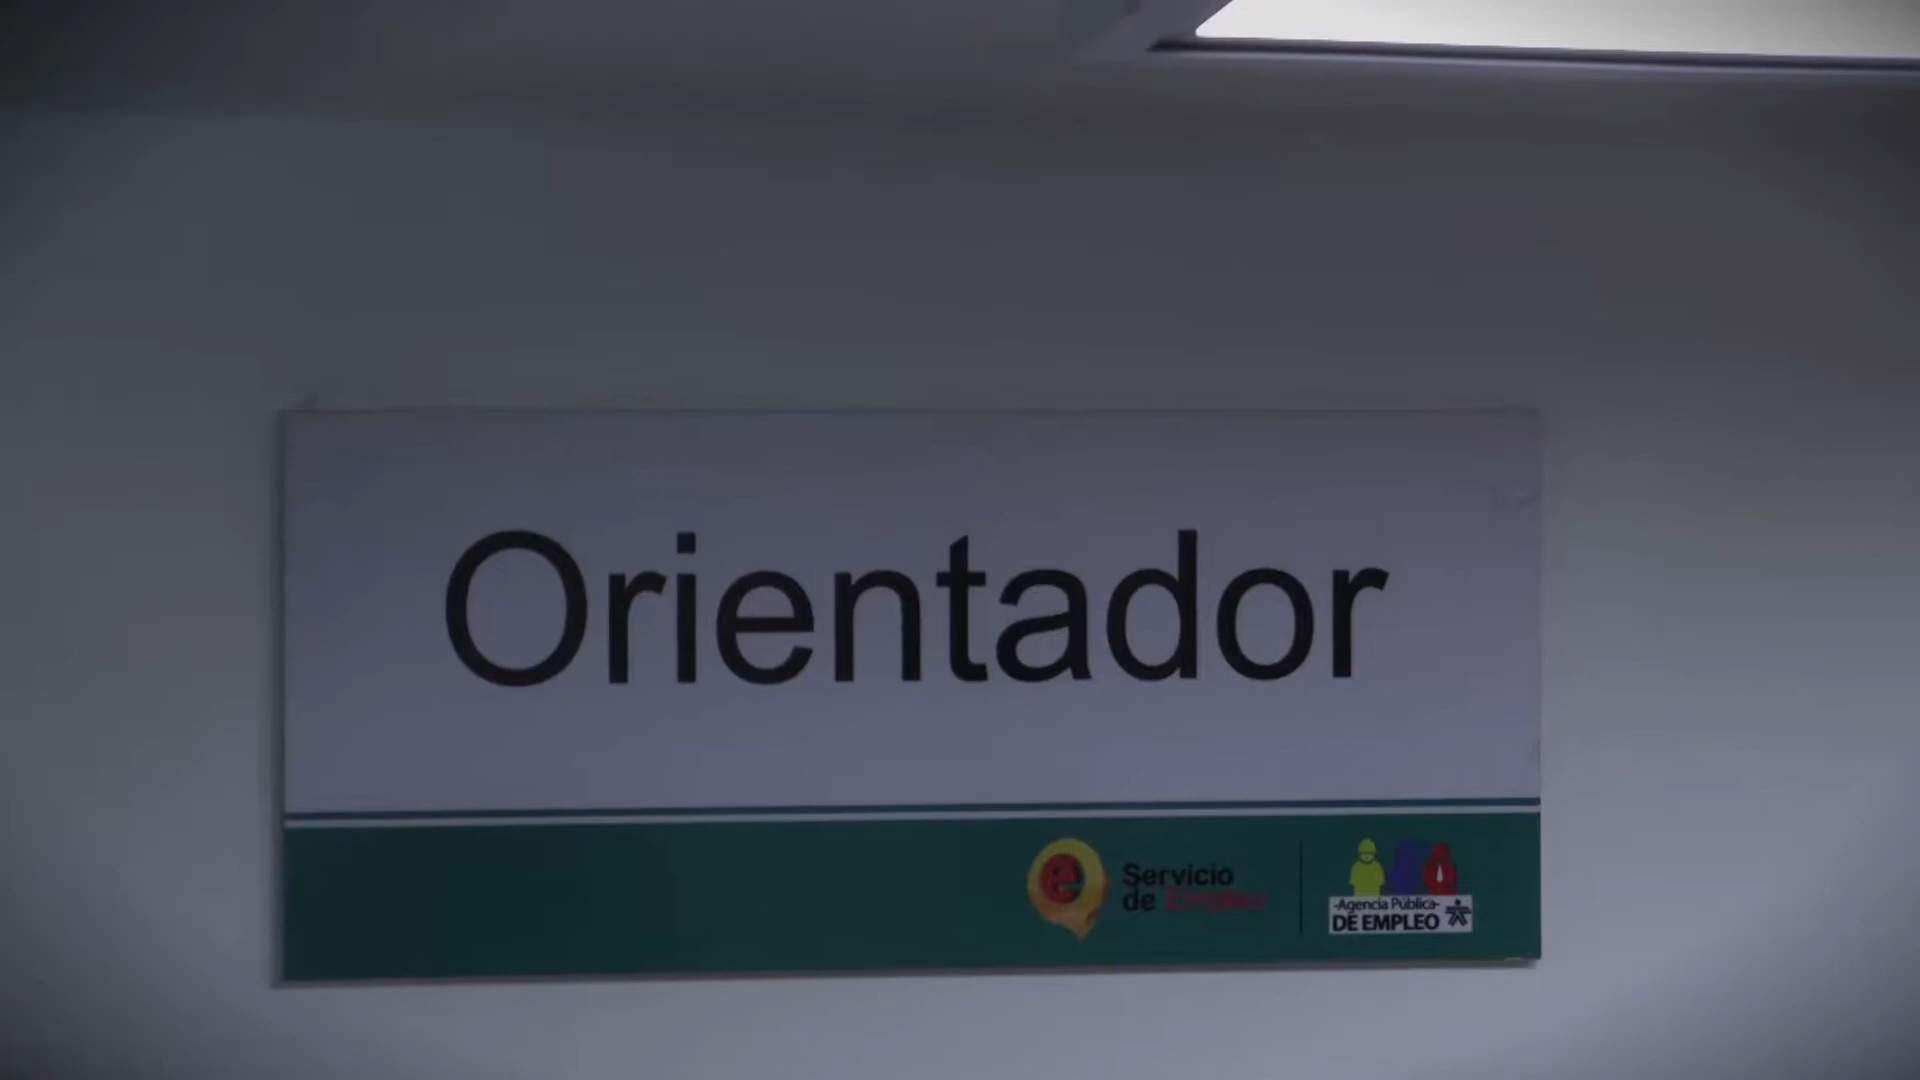 Orientador
Servicio
de Empleo
-Agencia Pública-
DE EMPLEO